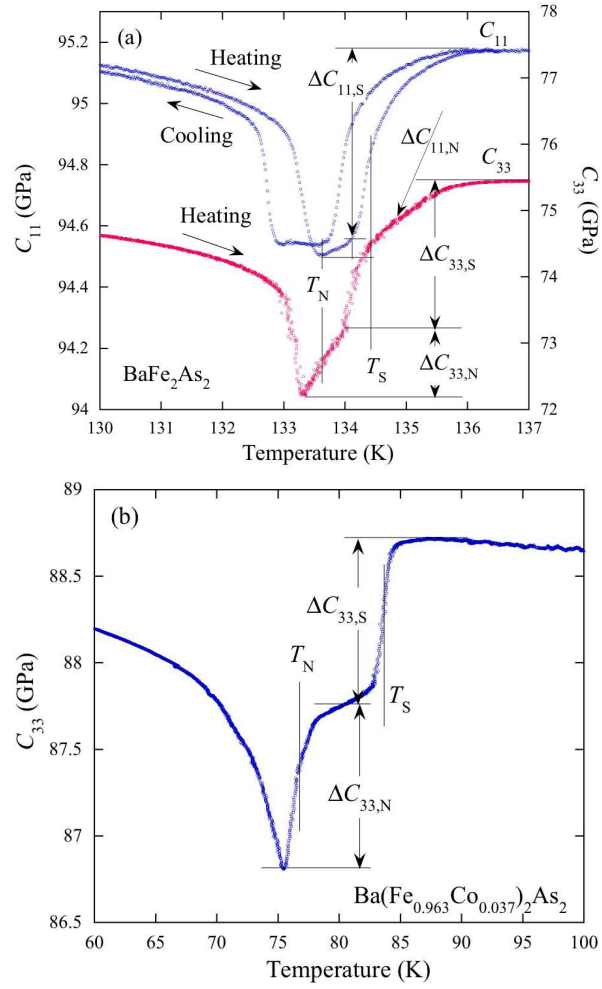 (a)
C11
Heating
ΔC11,S
Cooling
ΔC11,N
C33
Heating
ΔC33,S
TN
TS
ΔC33,N
BaFe2As2
C11 (GPa)
95.2
95
94.8
94.6
94.4
94.2
94
C33 (GPa)
78
77
76
75
74
73
72
130 131 132 133 134 135 136 137
Temperature (K)
(b)
ΔC33,S
TN
TS
ΔC33,N
Ba(Fe0.963Co0.037)2As2
C33 (GPa)
89
88.5
88
87.5
87
86.5
60 65 70 75 80 85 90 95 100
Temperature (K)